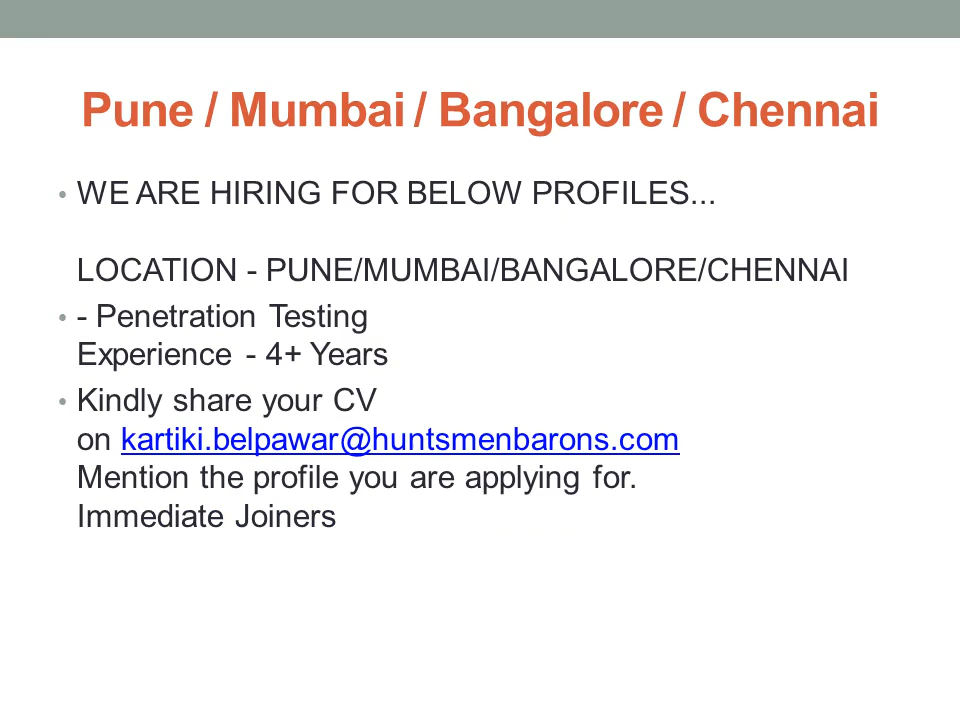 Pune / Mumbai / Bangalore / Chennai
• WE ARE HIRING FOR BELOW PROFILES...
LOCATION - PUNE/MUMBAI/BANGALORE/CHENNAI
• - Penetration Testing
Experience - 4+ Years
• Kindly share your CV
on kartiki.belpawar@huntsmenbarons.com
Mention the profile you are applying for.
Immediate Joiners